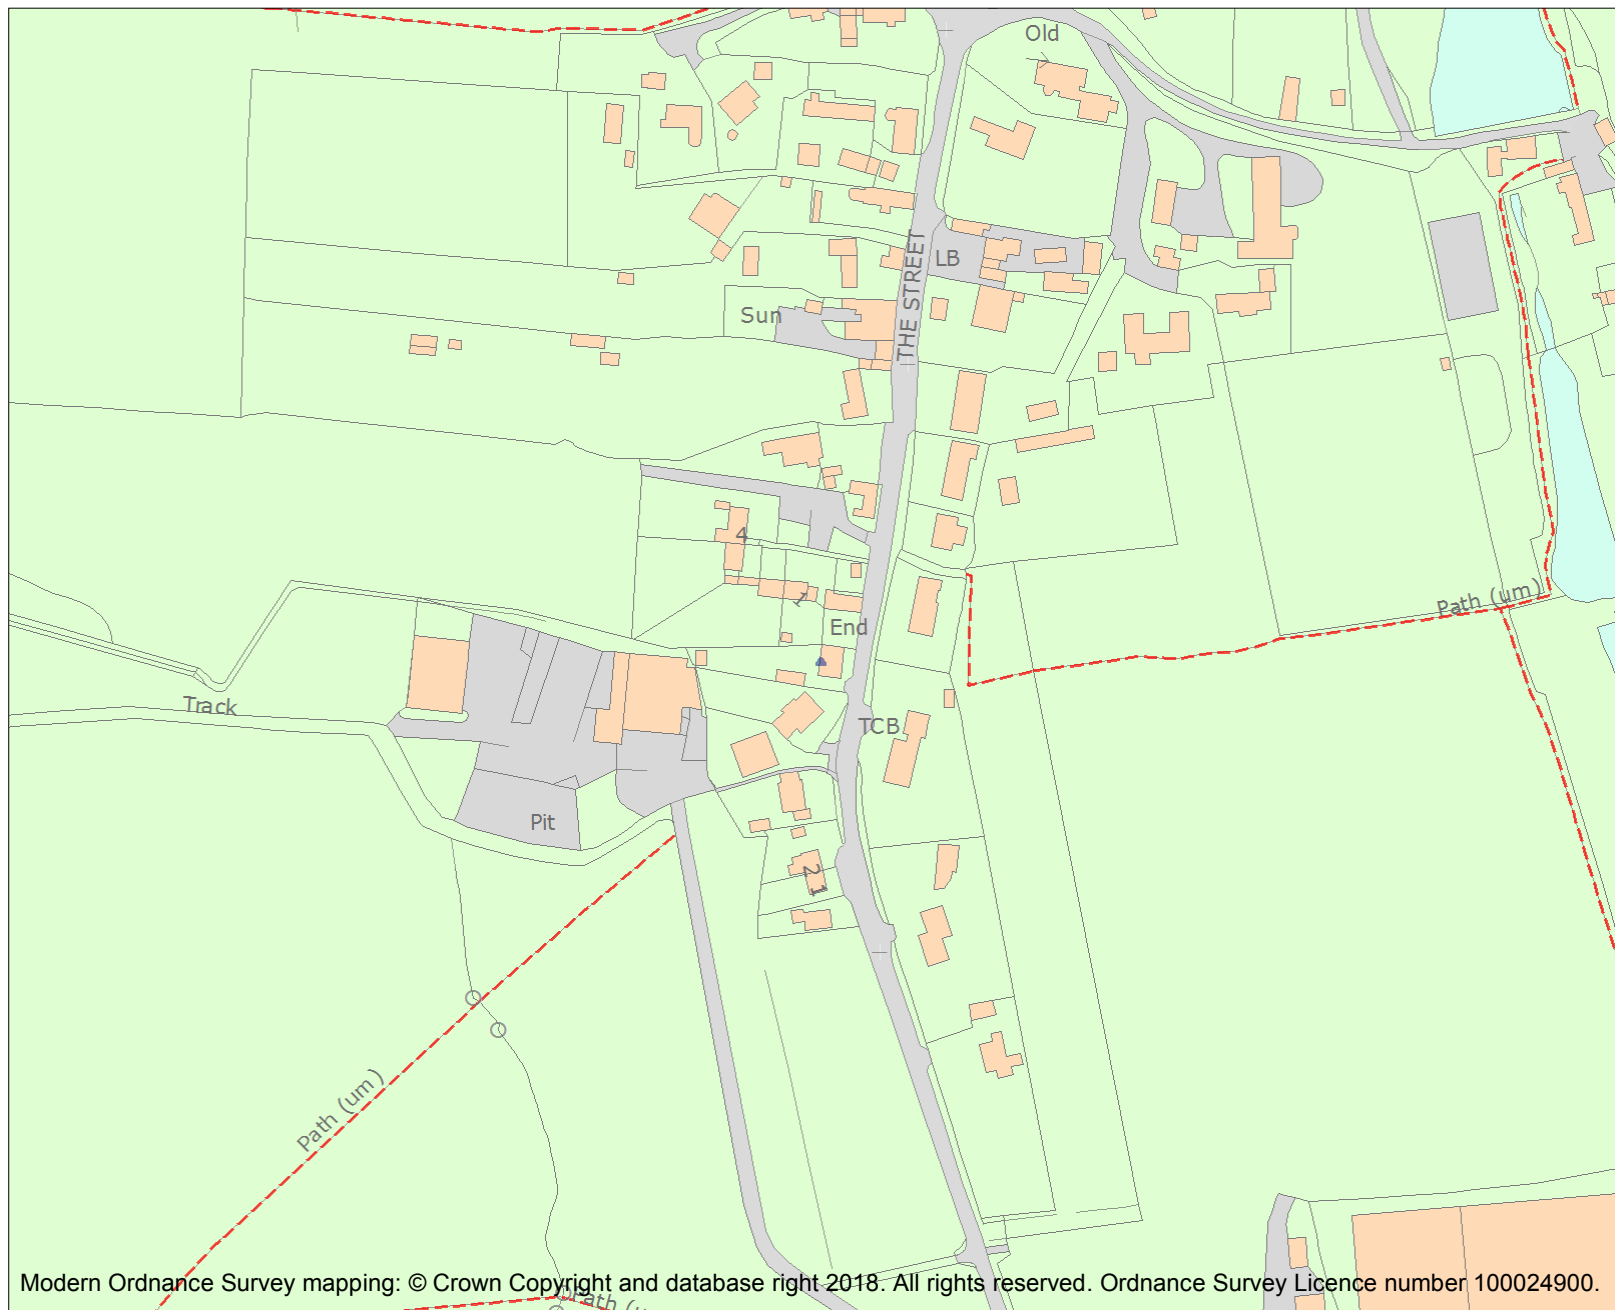 Old
THE STREET
LB
Sun
4
1
End
Path (um)
Track
TCB
Pit
21
Path (um)
Modern Ordnance Survey mapping: © Crown Copyright and database right 2018. All rights reserved. Ordnance Survey Licence number 100024900.
Path